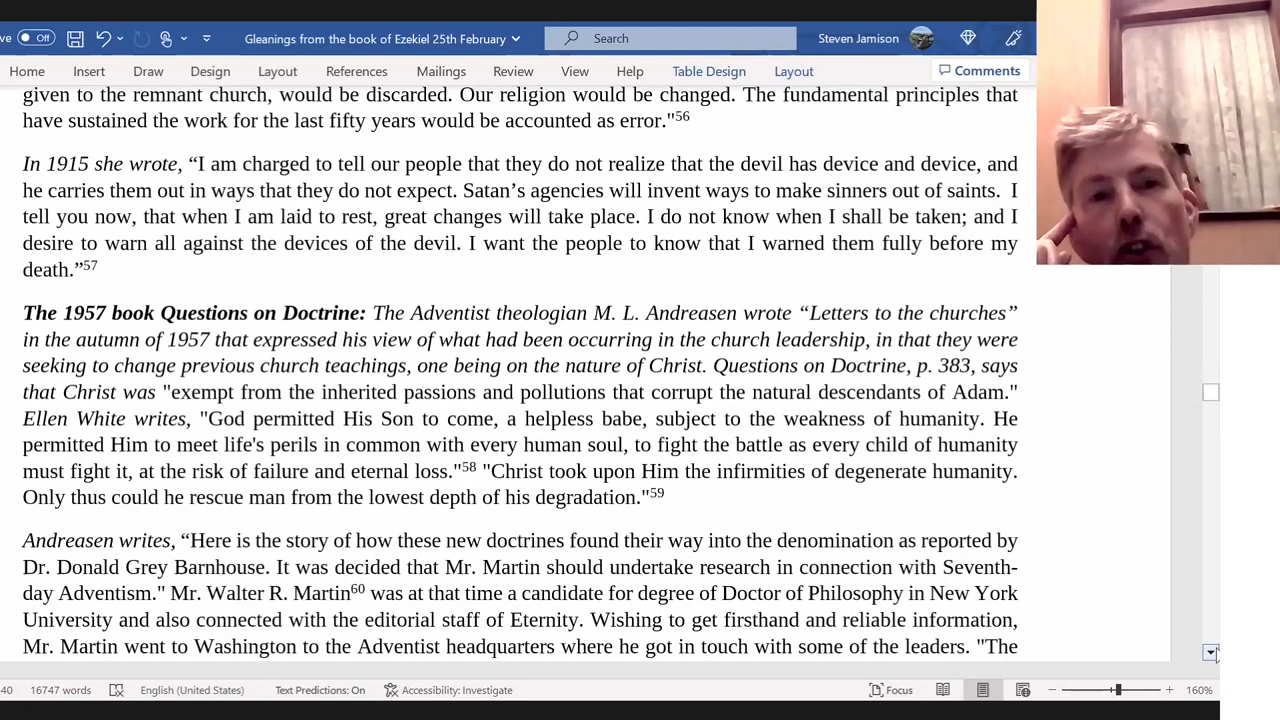 ve Off Gleanings from the book of Ezekiel 25th February Search Steven Jamison
Home Insert Draw Design Layout References Mailings Review View Help Table Design Layout Comments
given to the remnant church, would be discarded. Our religion would be changed. The fundamental principles that
have sustained the work for the last fifty years would be accounted as error."56
In 1915 she wrote, “I am charged to tell our people that they do not realize that the devil has device and device, and
he carries them out in ways that they do not expect. Satan’s agencies will invent ways to make sinners out of saints. I
tell you now, that when I am laid to rest, great changes will take place. I do not know when I shall be taken; and I
desire to warn all against the devices of the devil. I want the people to know that I warned them fully before my
death.”57
The 1957 book Questions on Doctrine: The Adventist theologian M. L. Andreasen wrote “Letters to the churches”
in the autumn of 1957 that expressed his view of what had been occurring in the church leadership, in that they were
seeking to change previous church teachings, one being on the nature of Christ. Questions on Doctrine, p. 383, says
that Christ was "exempt from the inherited passions and pollutions that corrupt the natural descendants of Adam."
Ellen White writes, "God permitted His Son to come, a helpless babe, subject to the weakness of humanity. He
permitted Him to meet life's perils in common with every human soul, to fight the battle as every child of humanity
must fight it, at the risk of failure and eternal loss."58 "Christ took upon Him the infirmities of degenerate humanity.
Only thus could he rescue man from the lowest depth of his degradation."59
Andreasen writes, “Here is the story of how these new doctrines found their way into the denomination as reported by
Dr. Donald Grey Barnhouse. It was decided that Mr. Martin should undertake research in connection with Seventh-
day Adventism." Mr. Walter R. Martin60 was at that time a candidate for degree of Doctor of Philosophy in New York
University and also connected with the editorial staff of Eternity. Wishing to get firsthand and reliable information,
Mr. Martin went to Washington to the Adventist headquarters where he got in touch with some of the leaders. "The
40 16747 words English (United States) Text Predictions: On Accessibility: Investigate Focus 160%